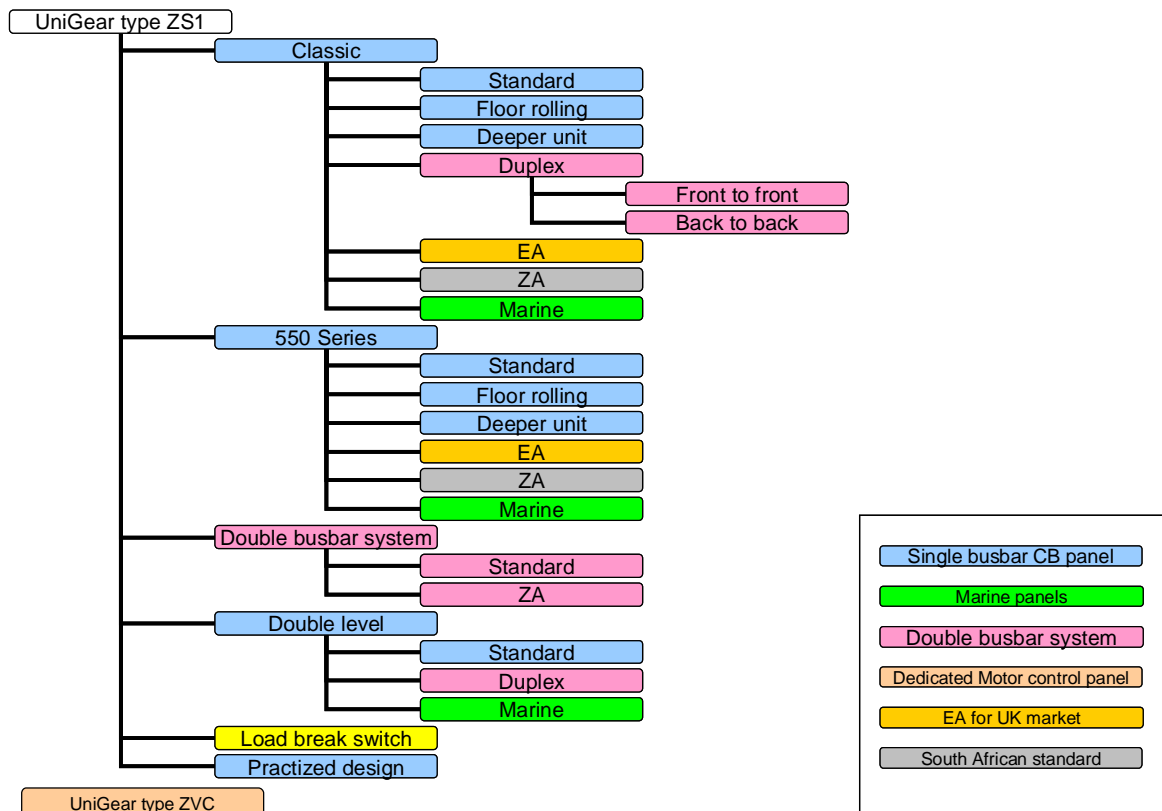 UniGear type ZS1
Classic
Standard
Floor rolling
Deeper unit
Duplex
Front to front
Back to back
EA
ZA
Marine
550 Series
Standard
Floor rolling
Deeper unit
EA
ZA
Marine
Double busbar system
Standard
ZA
Double level
Standard
Duplex
Marine
Load break switch
Practized design
UniGear type ZVC
Single busbar CB panel
Marine panels
Double busbar system
Dedicated Motor control panel
EA for UK market
South African standard